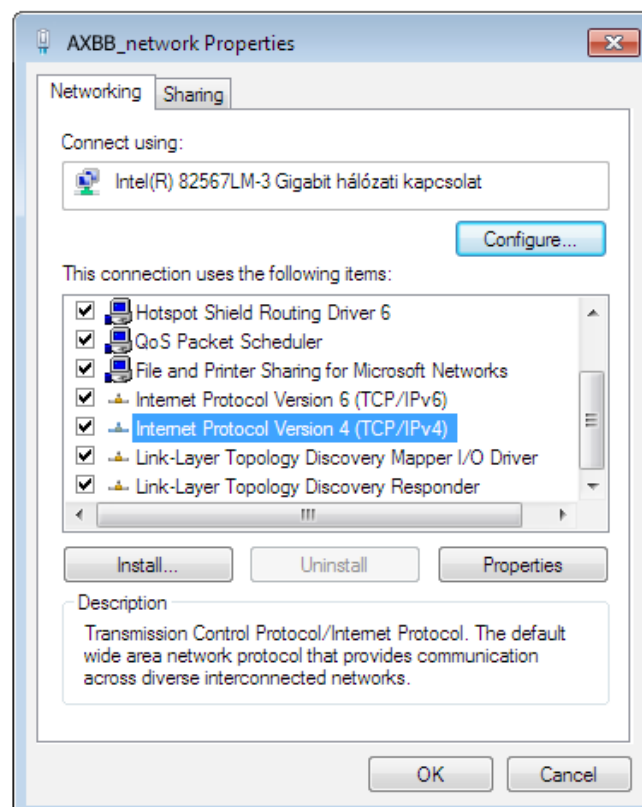 AXBB_network Properties
Networking
Sharing
Connect using:
Intel(R) 82567LM-3 Gigabit hálózati kapcsolat
Configure...
This connection uses the following items:
Hotspot Shield Routing Driver 6
QoS Packet Scheduler
File and Printer Sharing for Microsoft Networks
Internet Protocol Version 6 (TCP/IPv6)
Internet Protocol Version 4 (TCP/IPv4)
Link-Layer Topology Discovery Mapper I/O Driver
Link-Layer Topology Discovery Responder
Install...
Uninstall
Properties
Description
Transmission Control Protocol/Internet Protocol. The default
wide area network protocol that provides communication
across diverse interconnected networks.
OK
Cancel